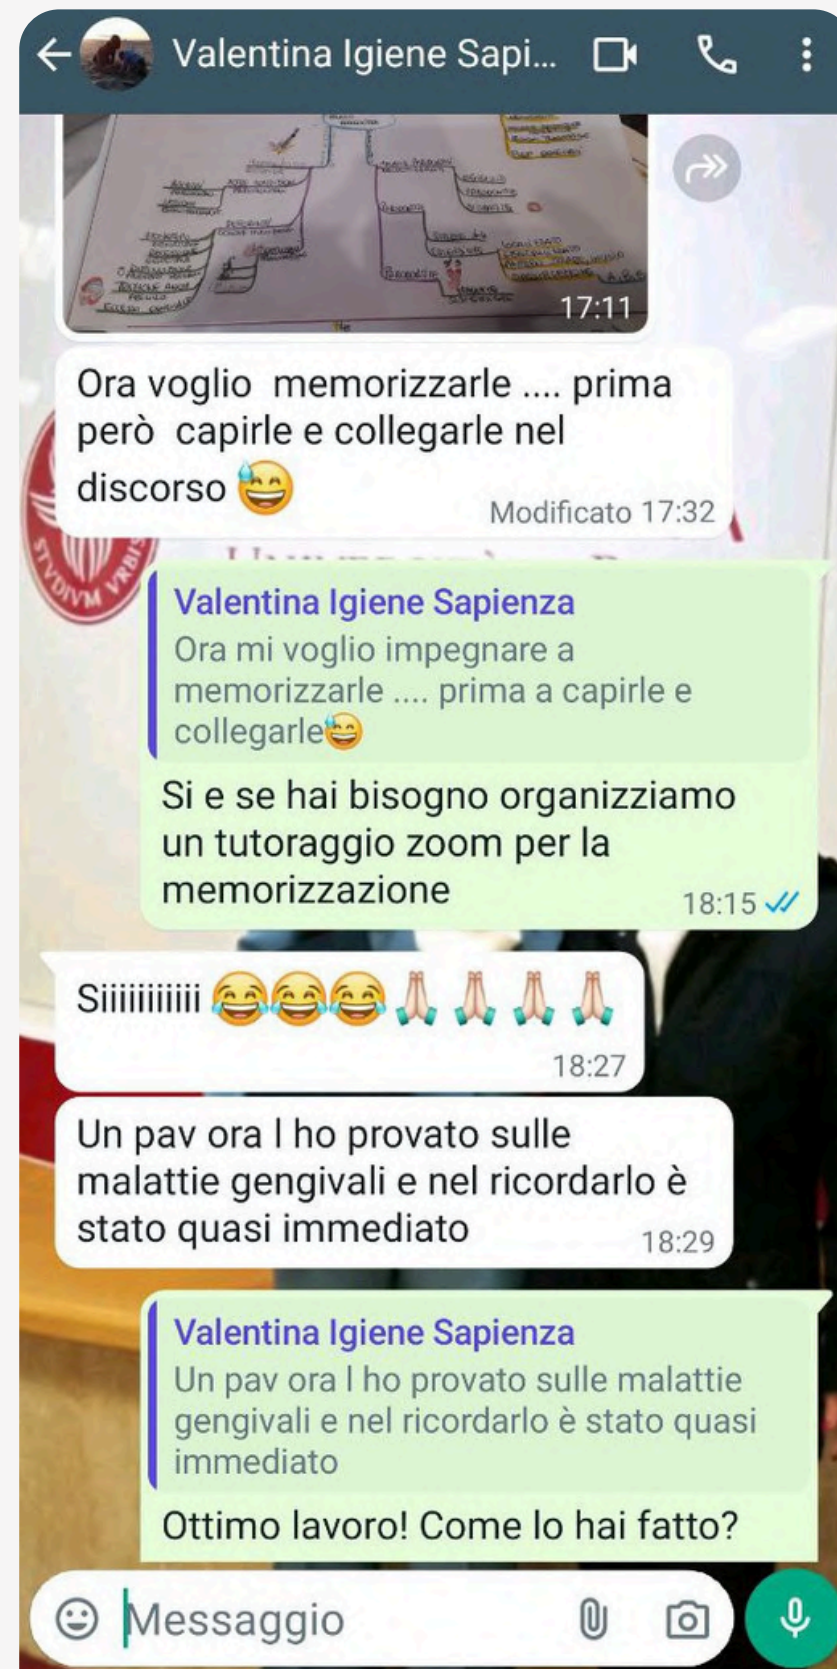 Valentina Igiene Sapi...
17:11
Ora voglio memorizzarle .... prima
però capirle e collegarle nel
discorso 😅
Modificato 17:32
STVDIVM VRBIS
Valentina Igiene Sapienza
Ora mi voglio impegnare a
memorizzarle .... prima a capirle e
collegarle😅
Si e se hai bisogno organizziamo
un tutoraggio zoom per la
memorizzazione
18:15
Siiiiiiiiiii 😂😂😂🙏🏻🙏🏻🙏🏻🙏🏻
18:27
Un pav ora l ho provato sulle
malattie gengivali e nel ricordarlo è
stato quasi immediato
18:29
Valentina Igiene Sapienza
Un pav ora l ho provato sulle malattie
gengivali e nel ricordarlo è stato quasi
immediato
Ottimo lavoro! Come lo hai fatto?
Messaggio